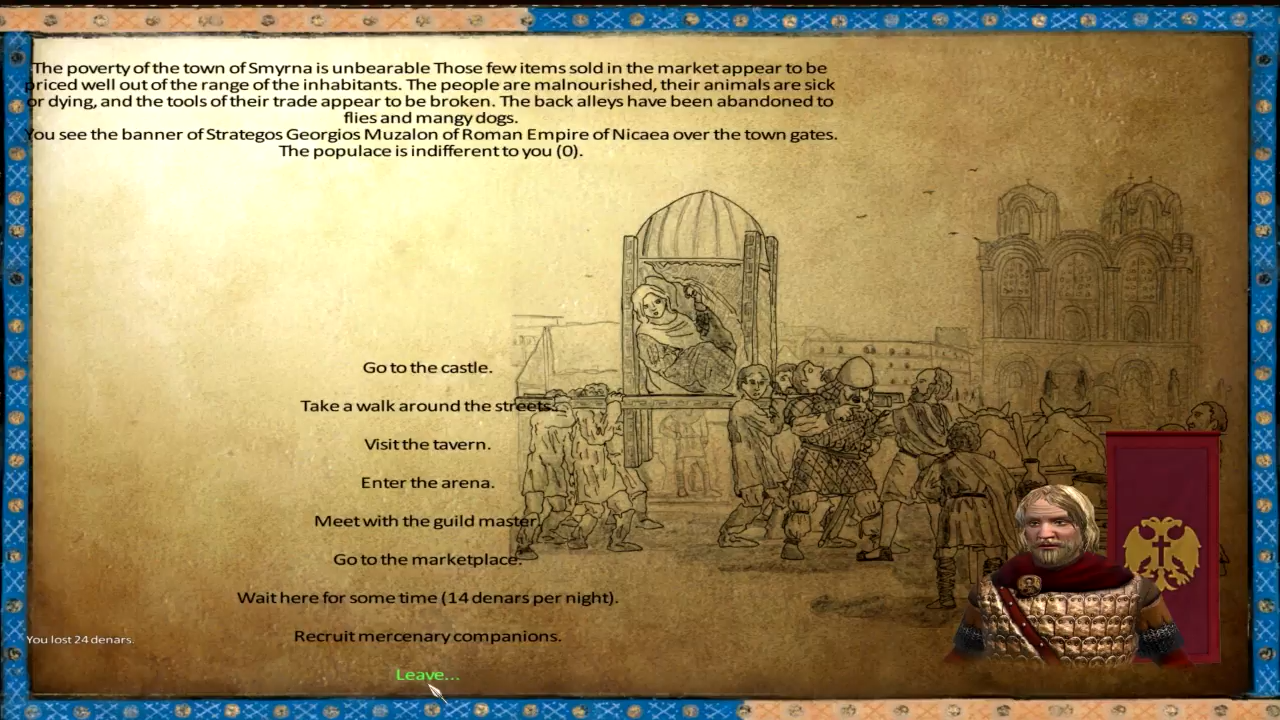 The poverty of the town of Smyrna is unbearable Those few items sold in the market appear to be
priced well out of the range of the inhabitants. The people are malnourished, their animals are sick
or dying, and the tools of their trade appear to be broken. The back alleys have been abandoned to
flies and mangy dogs.
You see the banner of Strategos Georgios Muzalon of Roman Empire of Nicaea over the town gates.
The populace is indifferent to you (0).
Go to the castle.
Take a walk around the streets.
Visit the tavern.
Enter the arena.
Meet with the guild master.
Go to the marketplace.
Wait here for some time (14 denars per night).
Recruit mercenary companions.
You lost 24 denars.
Leave...